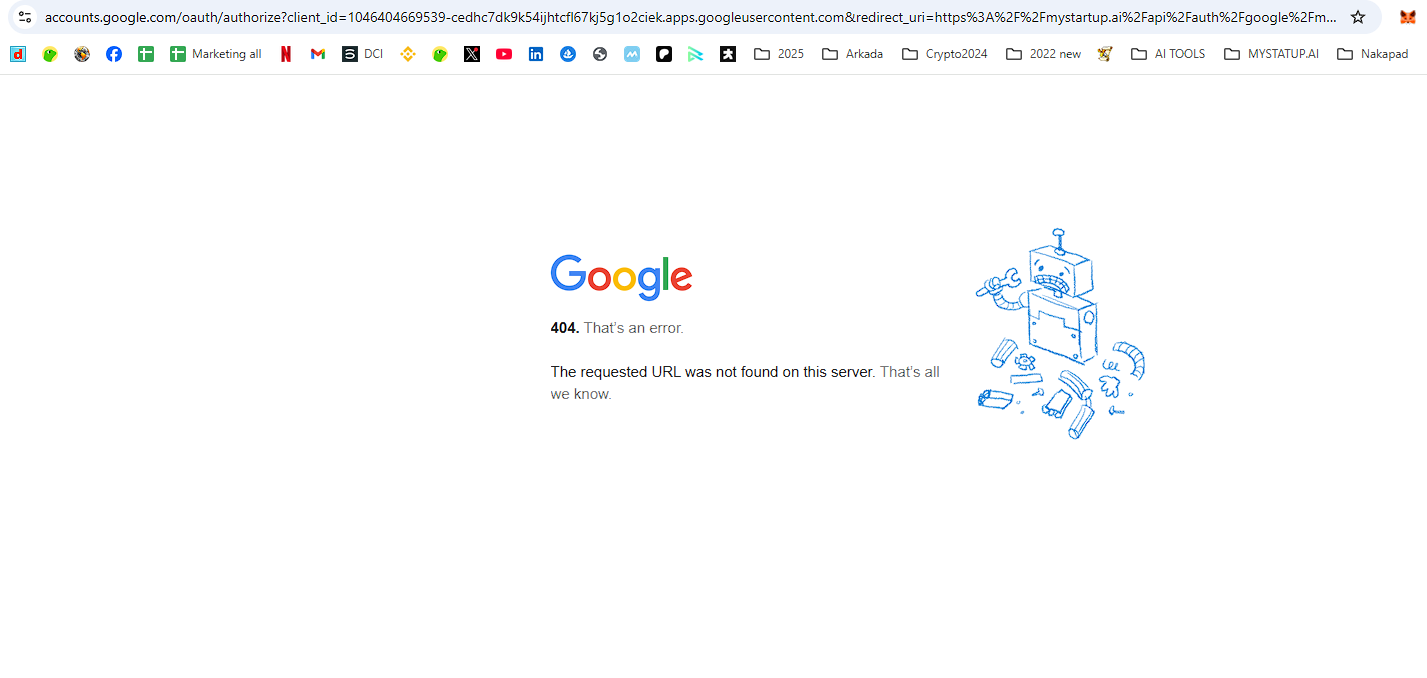 accounts.google.com/oauth/authorize?client_id=1046404669539-cedhc7dk9k54ijhtcfl67kj5g1o2ciek.apps.googleusercontent.com&redirect_uri=https%3A%2F%2Fmystartup.ai%2Fapi%2Fauth%2Fgoogle%2Fm...
Marketing all DCI 2025 Arkada Crypto2024 2022 new AI TOOLS MYSTATUP.AI Nakapad
Google
404. That's an error.
The requested URL was not found on this server. That's all
we know.